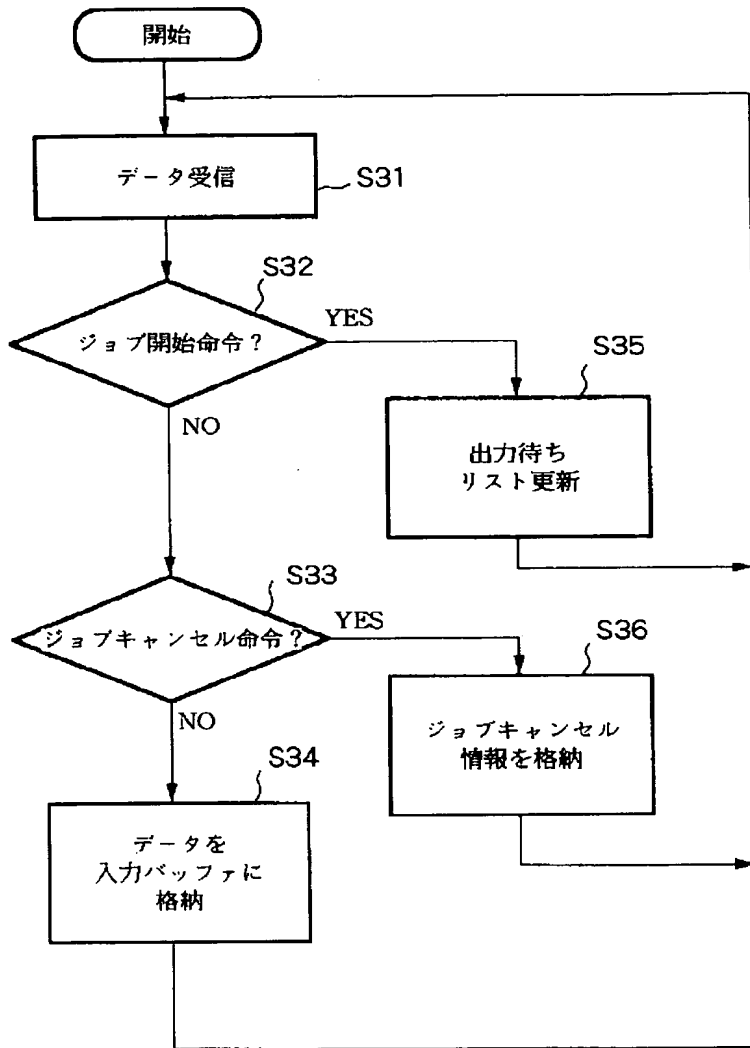 開始
データ受信
S31
S32
ジョブ開始命令?
YES
NO
S35
出力待ち
リスト更新
S33
ジョブキャンセル命令?
YES
NO
S36
ジョブキャンセル
情報を格納
S34
データを
入力バッファに
格納